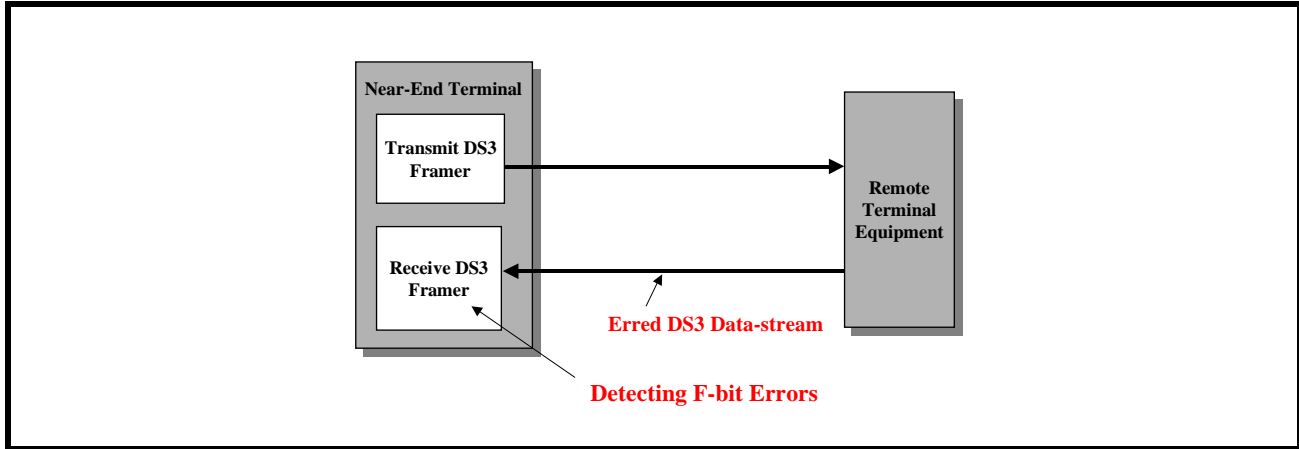 Near-End Terminal
Transmit DS3
Framer
Receive DS3
Framer
Remote
Terminal
Equipment
Erred DS3 Data-stream
Detecting F-bit Errors